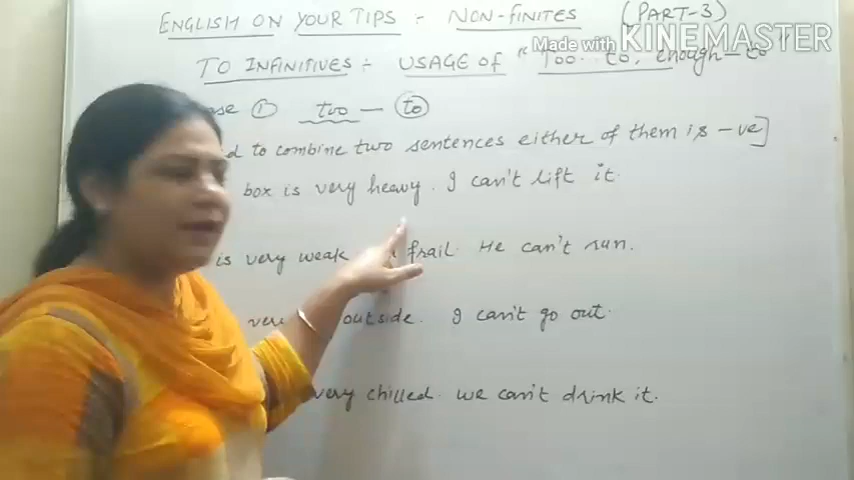 ENGLISH ON YOUR TIPS :- NON-FINITES (PART-3)
Made with KINEMASTER
TO INFINITIVES :- USAGE OF "Too..to, enough-to"
① too — to
to combine two sentences either of them is -ve]
box is very heavy. I can't lift it.
is very weak frail. He can't run.
outside. I can't go out.
very chilled. we can't drink it.